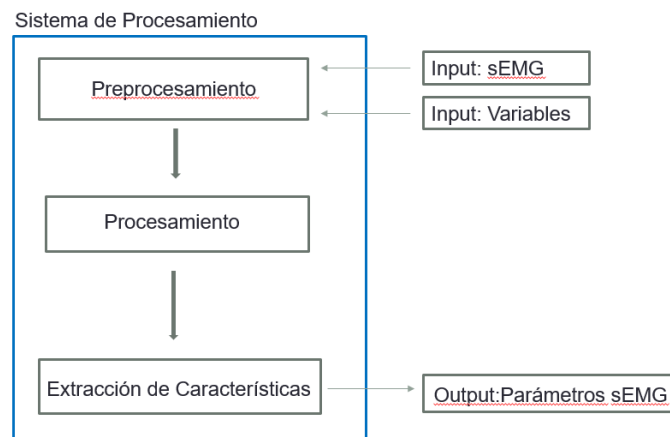 Sistema de Procesamiento
Preprocesamiento
Input: sEMG
Input: Variables
Procesamiento
Extracción de Características
Output:Parámetros sEMG